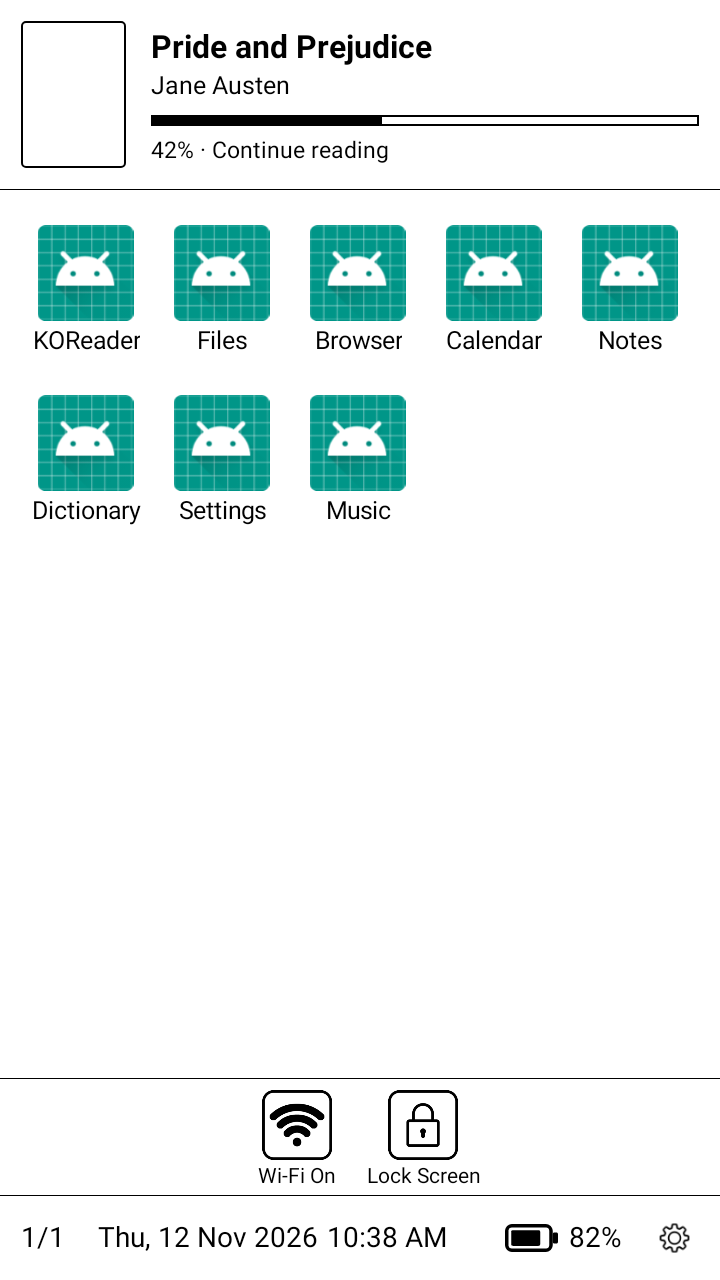 Pride and Prejudice
Jane Austen
42% · Continue reading
KOReader Files Browser Calendar Notes
Dictionary Settings Music
Wi-Fi On Lock Screen
1/1 Thu, 12 Nov 2026 10:38 AM 82%